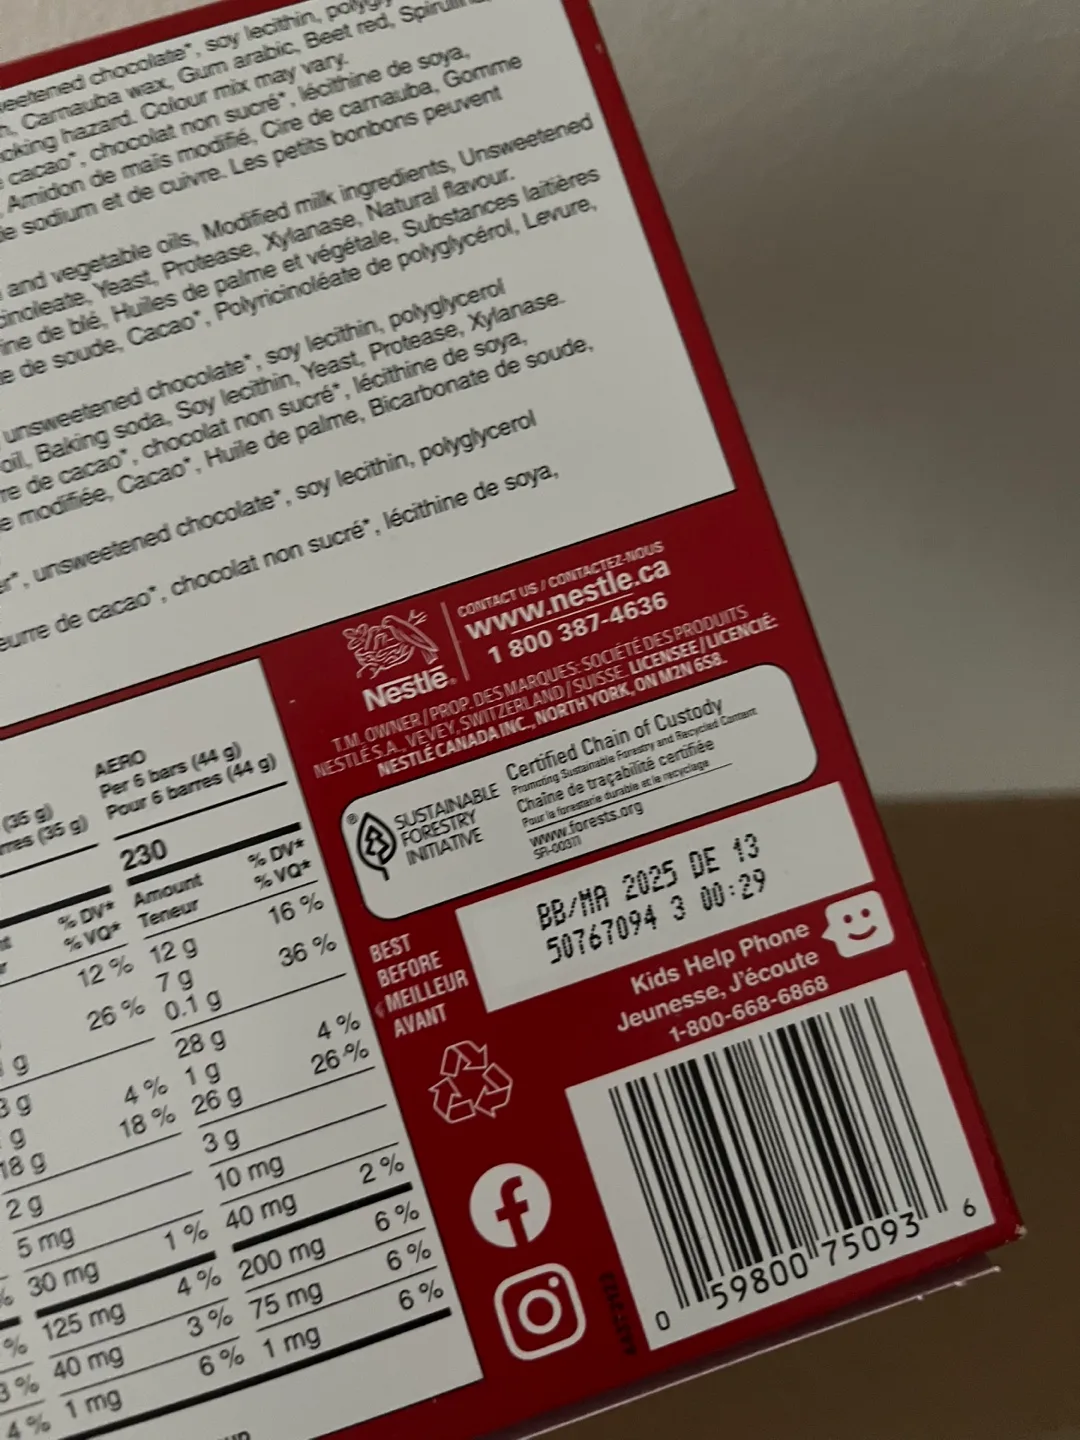 sweetened chocolate*, soy lecithin,
Carnauba wax, Gum arabic, Beet red,
hazard. Colour mix may vary.
cacao*, chocolat non sucré*, lécithine de soya,
, Amidon de maïs modifié, Cire de carnauba, Gomme
sodium et de cuivre. Les petits bonbons peuvent
and vegetable oils, Modified milk ingredients, Unsweetened
Yeast, Protease, Xylanase, Natural flavour.
de blé, Huiles de palme et végétale, Substances laitières
de soude, Cacao*, Polyricinoléate de polyglycérol, Levure,
unsweetened chocolate*, soy lecithin, polyglycerol
oil, Baking soda, Soy lecithin, Yeast, Protease, Xylanase.
de cacao*, chocolat non sucré*, lécithine de soya,
modifiée, Cacao*, Huile de palme, Bicarbonate de soude,
, unsweetened chocolate*, soy lecithin, polyglycerol
de cacao*, chocolat non sucré*, lécithine de soya,
Nestlé®
CONTACT US / CONTACTEZ-NOUS
www.nestle.ca
1 800 387-4636
T.M. OWNER/PROP. DES MARQUES: SOCIÉTÉ DES PRODUITS
NESTLÉ S.A., VEVEY, SWITZERLAND/SUISSE. LICENSEE/LICENCIÉ:
NESTLÉ CANADA INC., NORTH YORK, ON M2N 6S8.
SUSTAINABLE
FORESTRY
INITIATIVE
Certified Chain of Custody
Promoting Sustainable Forestry and Recycled Content
Chaîne de traçabilité certifiée
Pour la foresterie durable et le recyclage
www.forests.org
SFI-00311
BB/MA 2025 DE 13
50767094 3 00:29
BEST
BEFORE
MEILLEUR
AVANT
Kids Help Phone
Jeunesse, J'écoute
1-800-668-6868
0 59800 75093 6
(35 g)
(35 g)
% DV*
% VQ*
12 %
26 %
g
3 g
4 %
g
18 g
18 %
2 g
5 mg
30 mg
1 %
125 mg
4 %
3 %
40 mg
3 %
4 %
1 mg
6 %
AERO
Per 6 bars (44 g)
Pour 6 barres (44 g)
230
Amount
Teneur
% DV*
% VQ*
12 g
16 %
7 g
0.1 g
36 %
28 g
1 g
4 %
26 g
26 %
3 g
10 mg
40 mg
2 %
200 mg
6 %
75 mg
6 %
1 mg
6 %